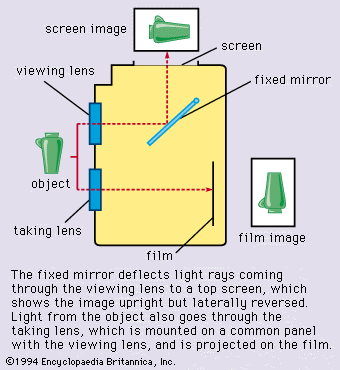 screen image
screen
viewing lens
fixed mirror
object
taking lens
film
film image
The fixed mirror deflects light rays coming
through the viewing lens to a top screen, which
shows the image upright but laterally reversed.
Light from the object also goes through the
taking lens, which is mounted on a common panel
with the viewing lens, and is projected on the film.
©1994 Encyclopaedia Britannica, Inc.